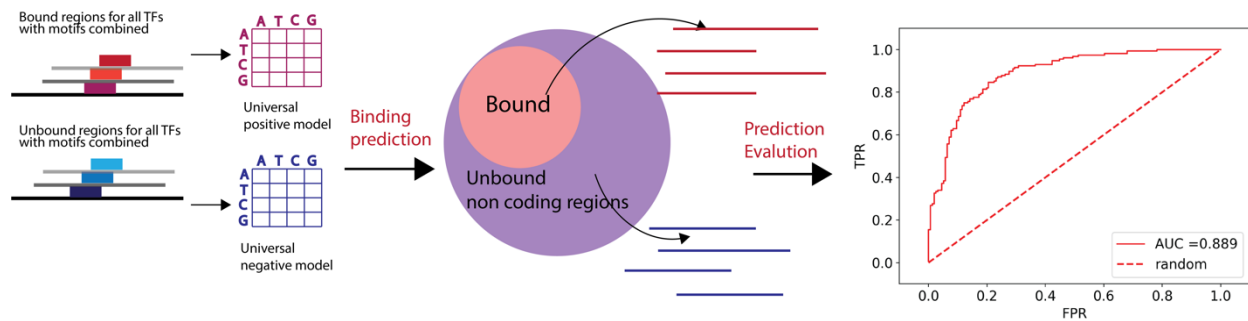 Bound regions for all TFs
with motifs combined
A T C G
A
T
C
G
Universal
positive model
Unbound regions for all TFs
with motifs combined
A T C G
A
T
C
G
Universal
negative model
Binding
prediction
Bound
Unbound
non coding regions
Prediction
Evalution
TPR
1.0
0.8
0.6
0.4
0.2
0.0
AUC =0.889
random
0.0 0.2 0.4 0.6 0.8 1.0
FPR